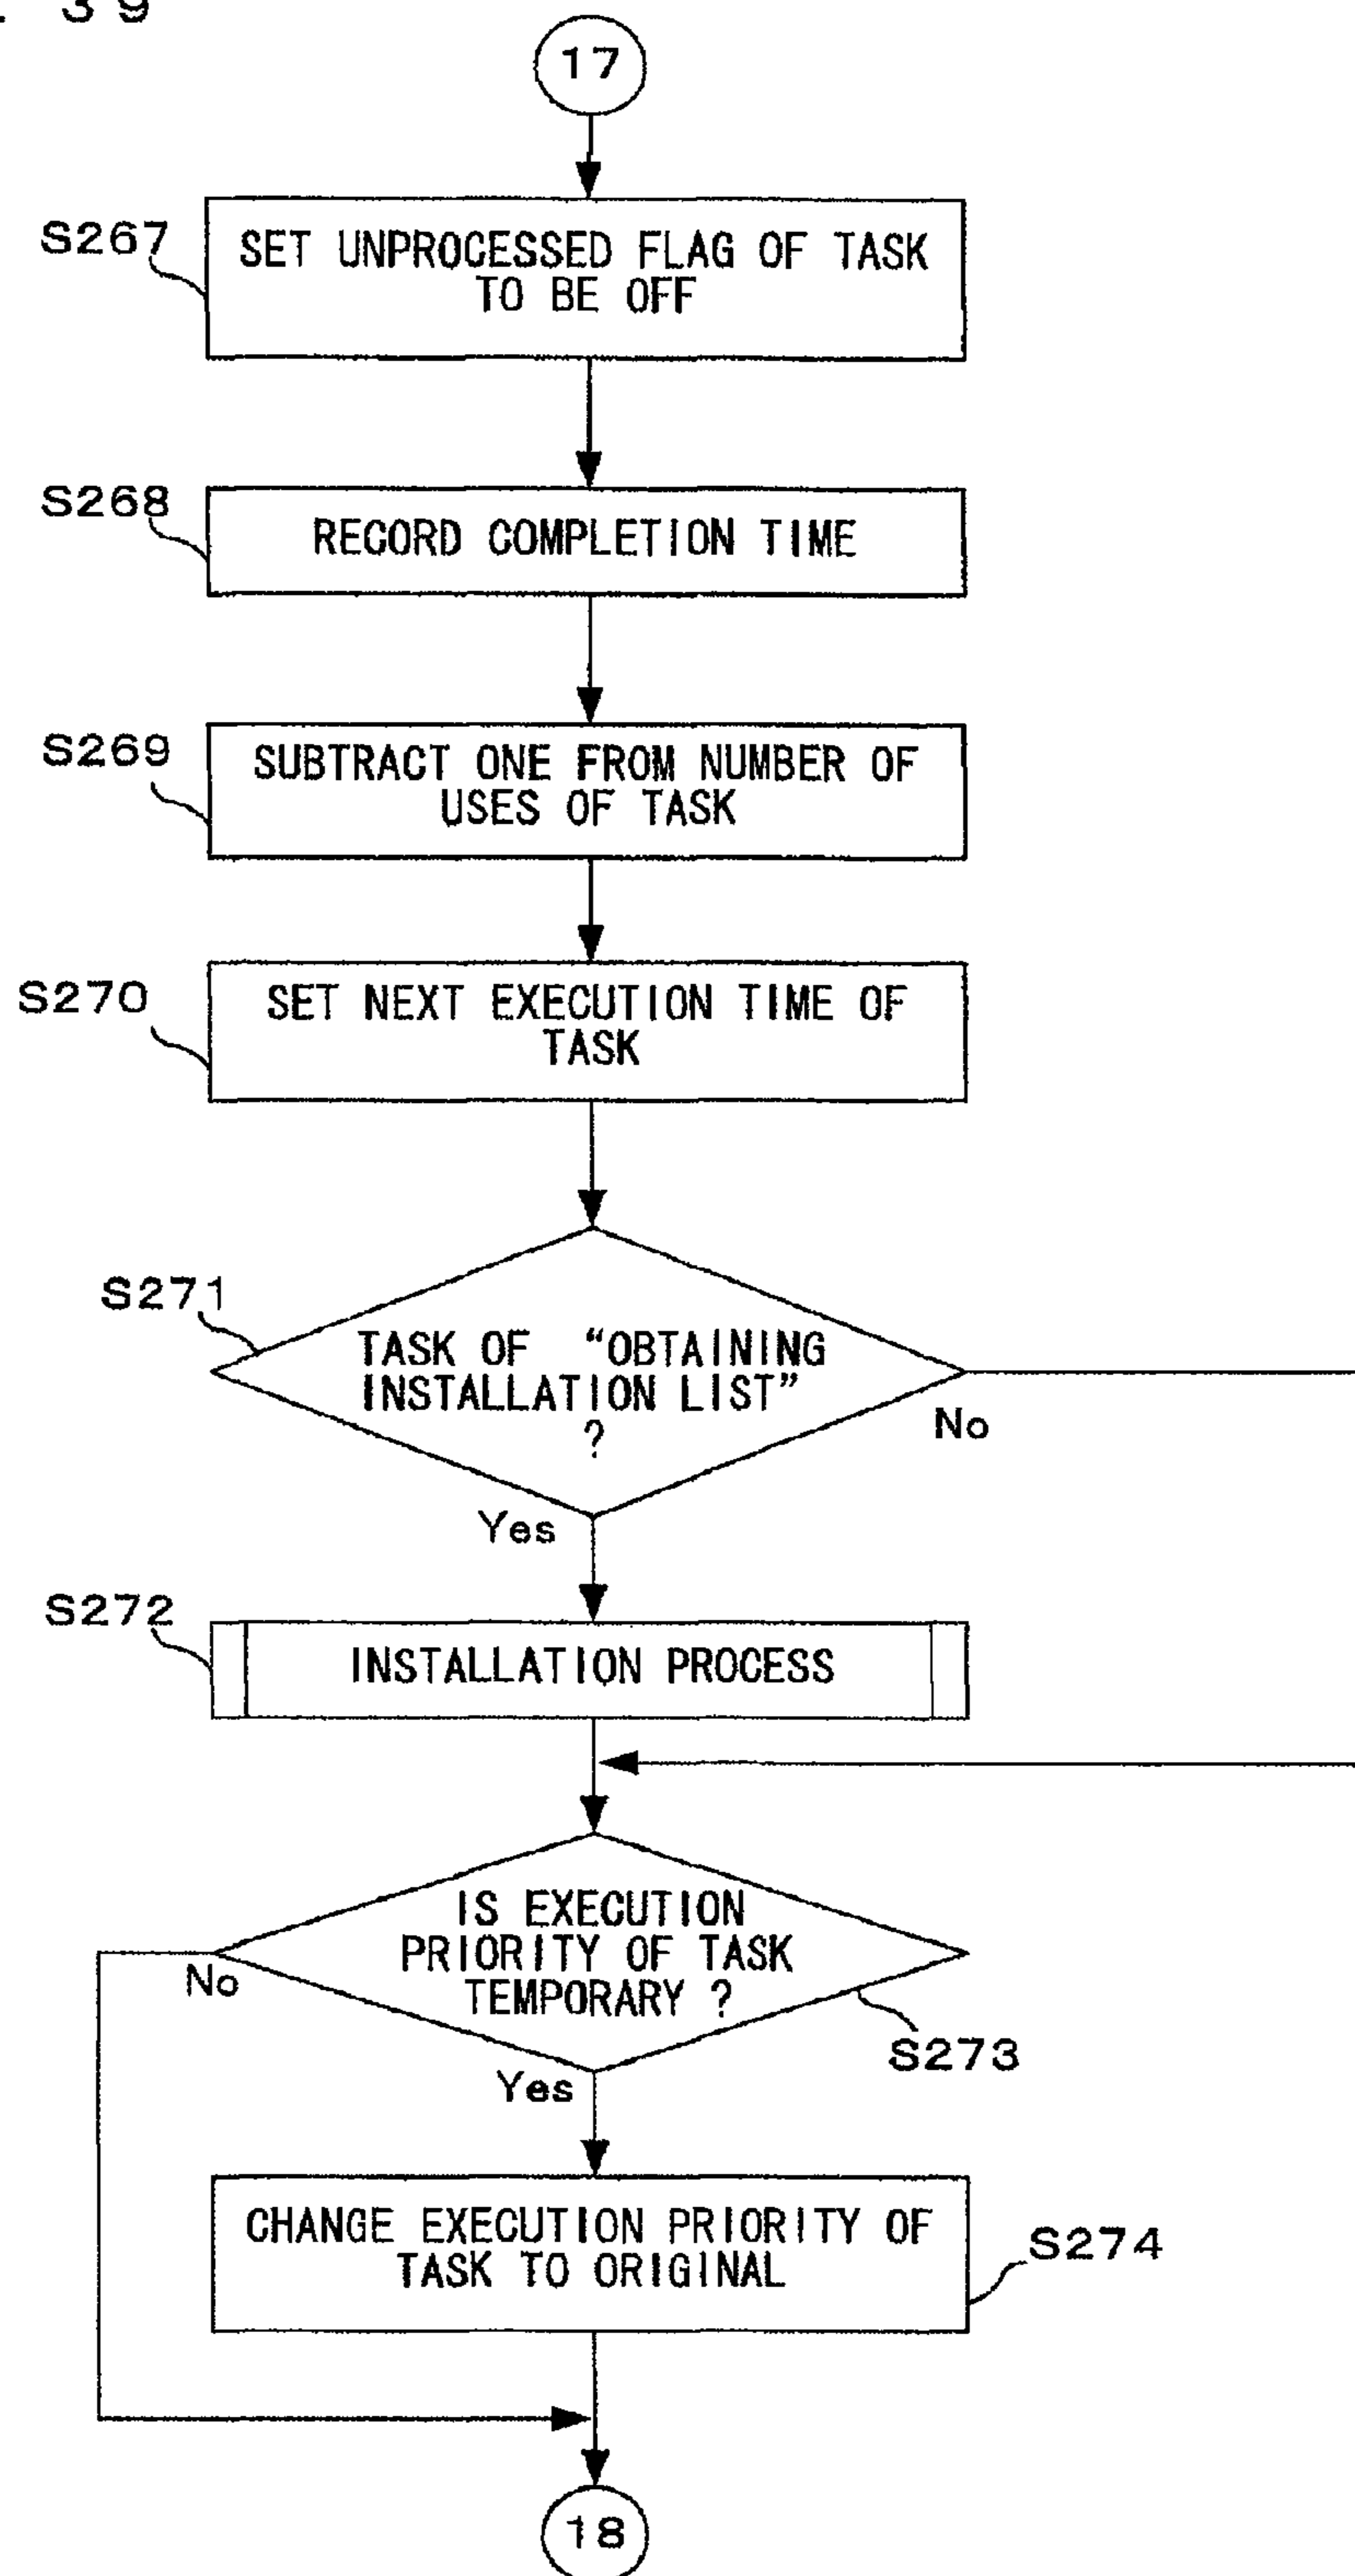 39
17
S267
SET UNPROCESSED FLAG OF TASK
TO BE OFF
S268
RECORD COMPLETION TIME
S269
SUBTRACT ONE FROM NUMBER OF
USES OF TASK
S270
SET NEXT EXECUTION TIME OF
TASK
S271
TASK OF “OBTAINING
INSTALLATION LIST”
?
No
Yes
S272
INSTALLATION PROCESS
IS EXECUTION
PRIORITY OF TASK
TEMPORARY ?
No
S273
Yes
CHANGE EXECUTION PRIORITY OF
TASK TO ORIGINAL
S274
18